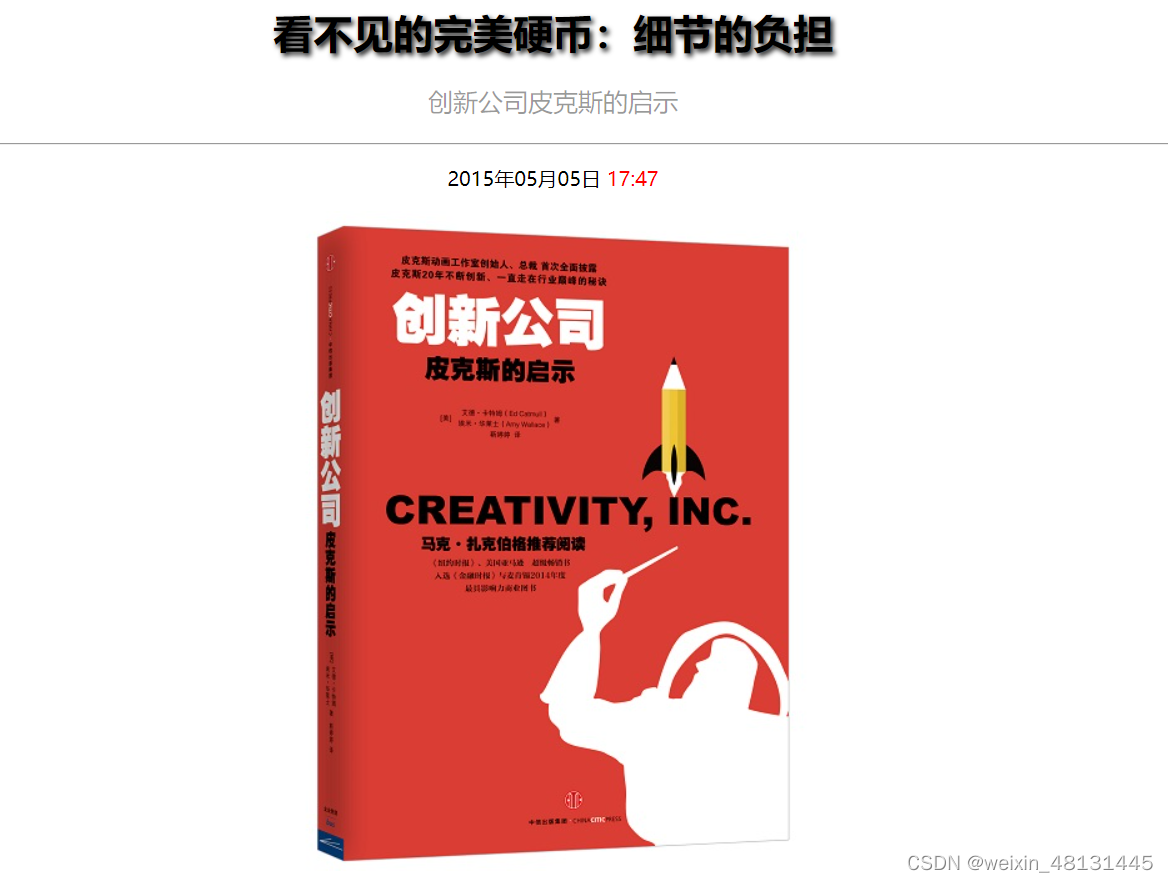 看不见的完美硬币：细节的负担
创新公司皮克斯的启示
2015年05月05日 17:47
皮克斯动画工作室创始人、总裁 首次全面披露
皮克斯20年不断创新、一直走在行业巅峰的秘诀
创新公司
皮克斯的启示
[美] 艾德·卡特姆（Ed Catmull）
埃米·华莱士（Amy Wallace） 著
靳婷婷 译
CREATIVITY, INC.
马克·扎克伯格推荐阅读
《纽约时报》、美国亚马逊 超级畅销书
入选《金融时报》与麦肯锡2014年度
最具影响力商业图书
中信出版集团·CHINACITICPRESS
创新公司
皮克斯的启示
CSDN @weixin_48131445